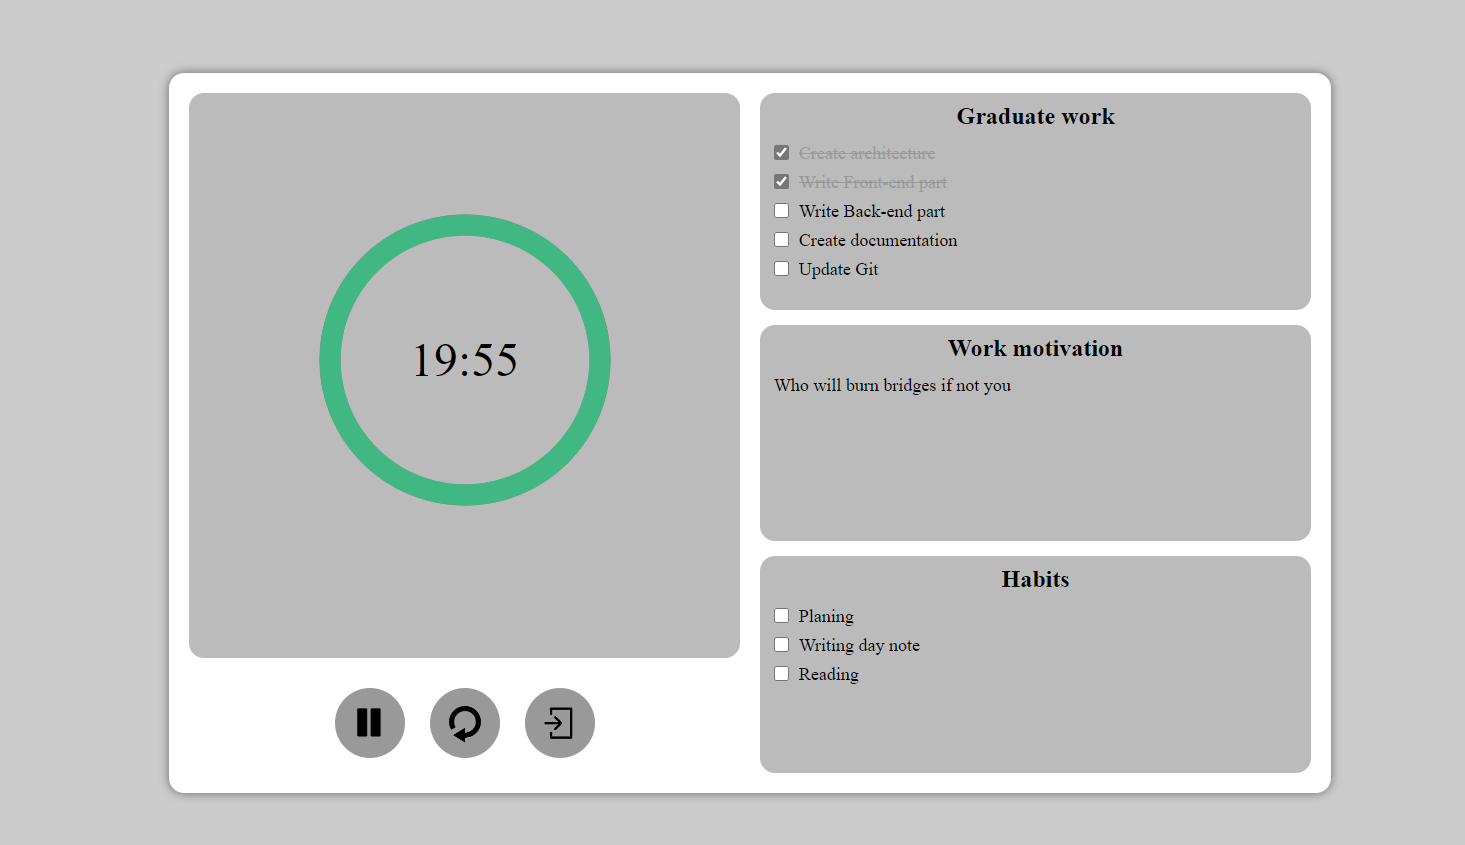 19:55
Graduate work
Create architecture
Write Front-end part
Write Back-end part
Create documentation
Update Git
Work motivation
Who will burn bridges if not you
Habits
Planing
Writing day note
Reading